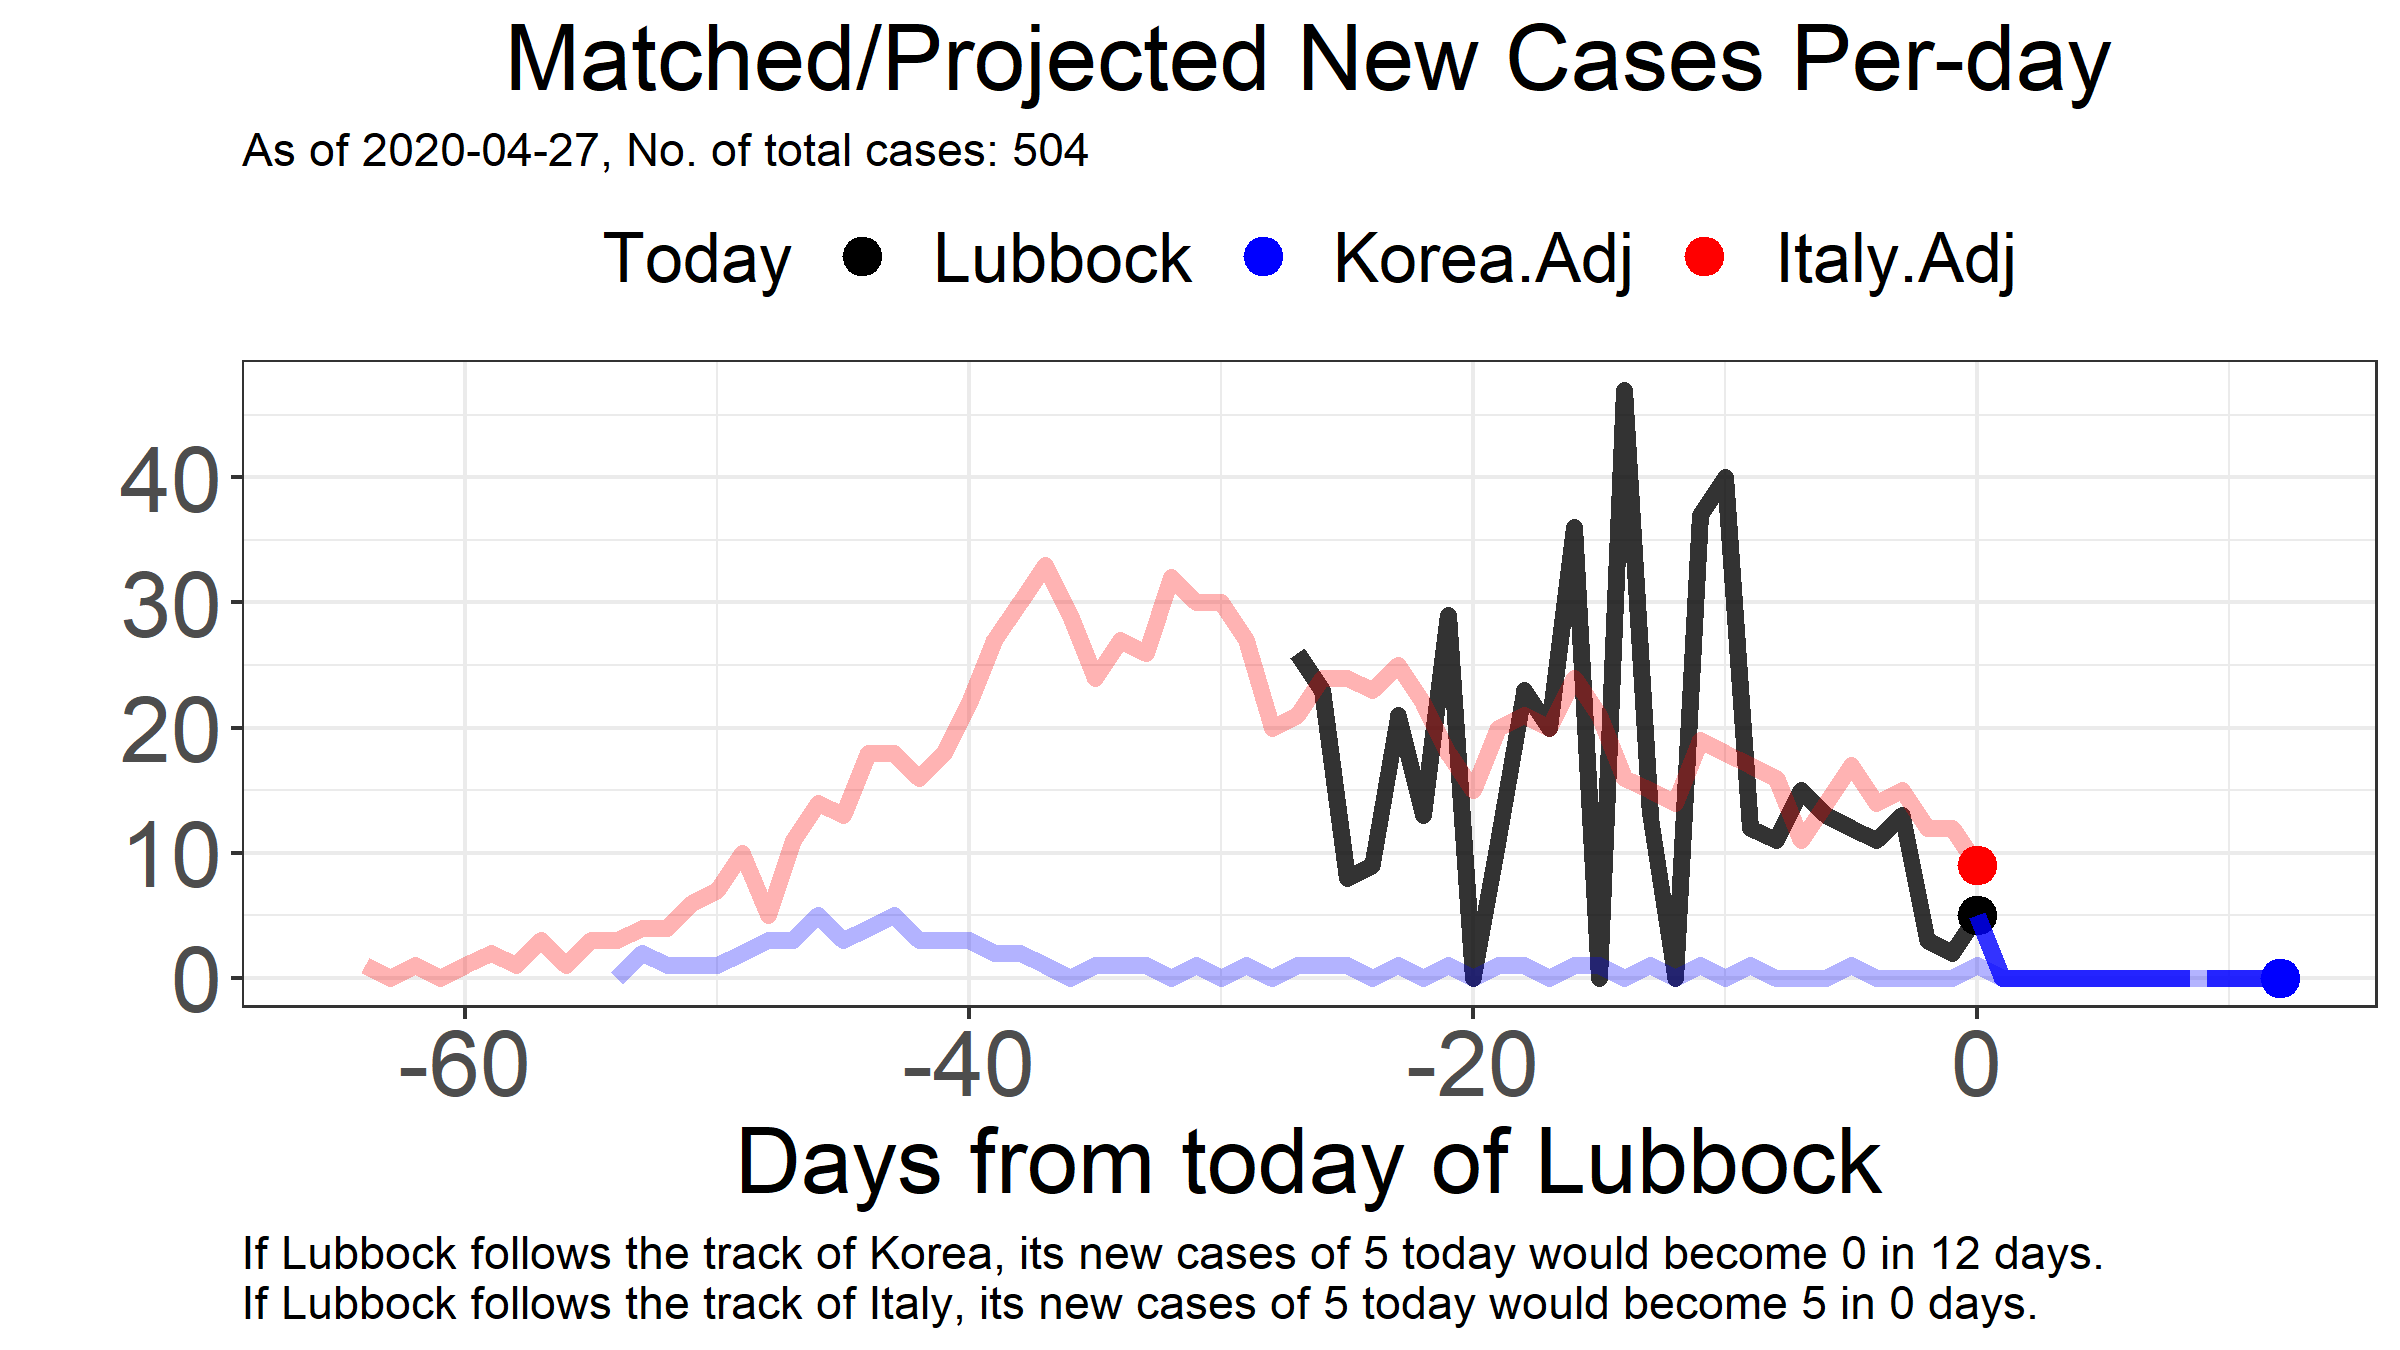 Matched/Projected New Cases Per-day
As of 2020-04-27, No. of total cases: 504
Today Lubbock Korea.Adj Italy.Adj
40
30
20
10
0
-60 -40 -20 0
Days from today of Lubbock
If Lubbock follows the track of Korea, its new cases of 5 today would become 0 in 12 days.
If Lubbock follows the track of Italy, its new cases of 5 today would become 5 in 0 days.